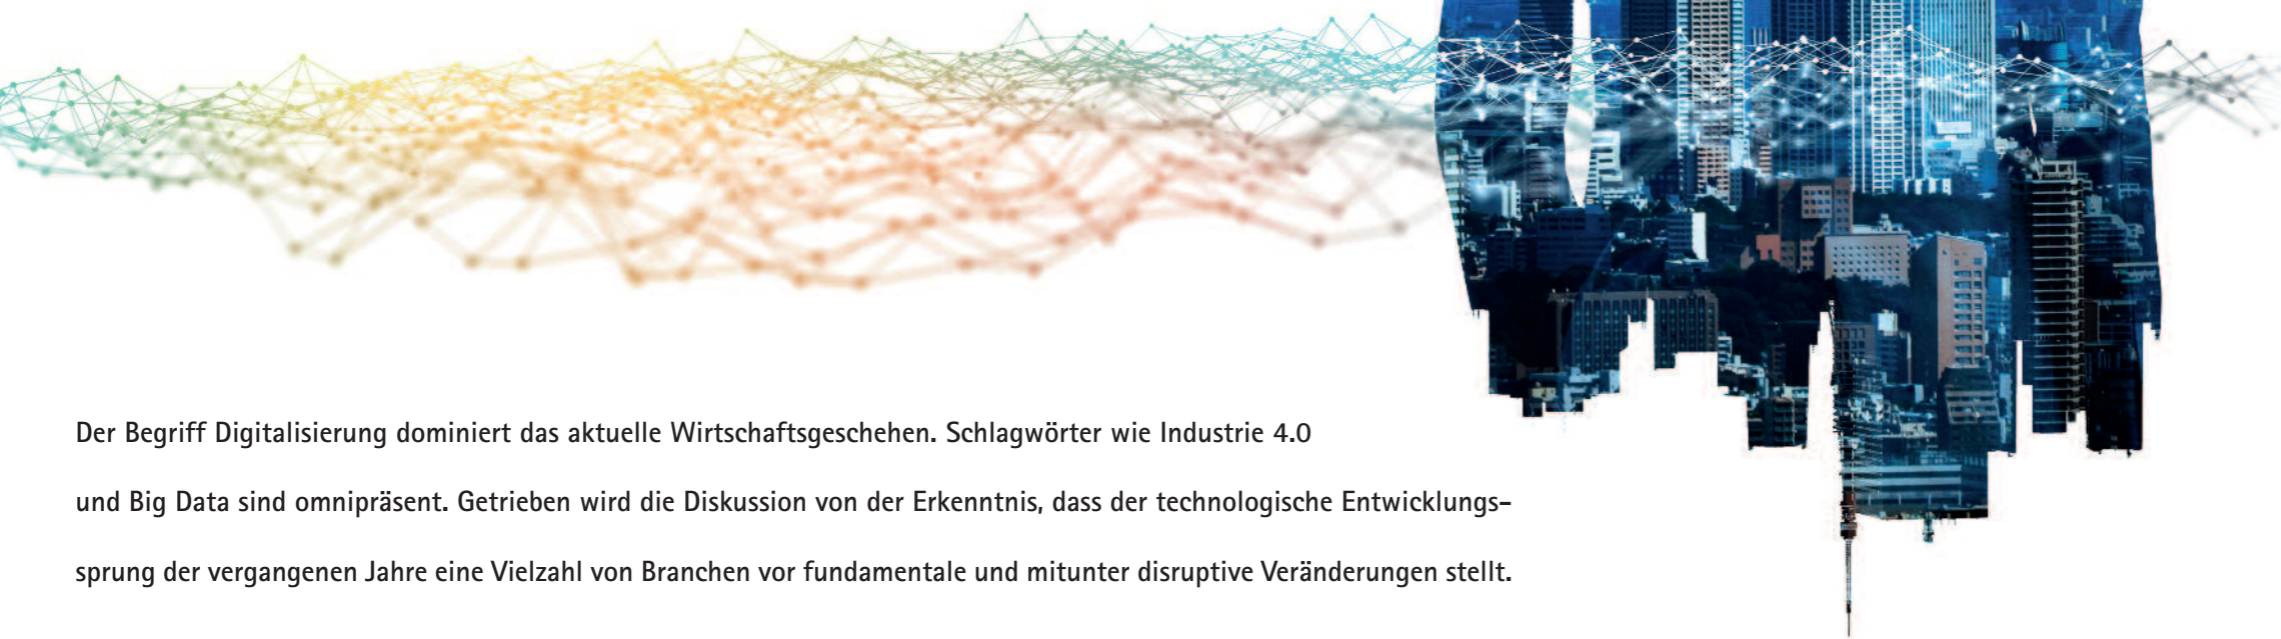 Der Begriff Digitalisierung dominiert das aktuelle Wirtschaftsgeschehen. Schlagwörter wie Industrie 4.0
und Big Data sind omnipräsent. Getrieben wird die Diskussion von der Erkenntnis, dass der technologische Entwicklungs-
sprung der vergangenen Jahre eine Vielzahl von Branchen vor fundamentale und mitunter disruptive Veränderungen stellt.